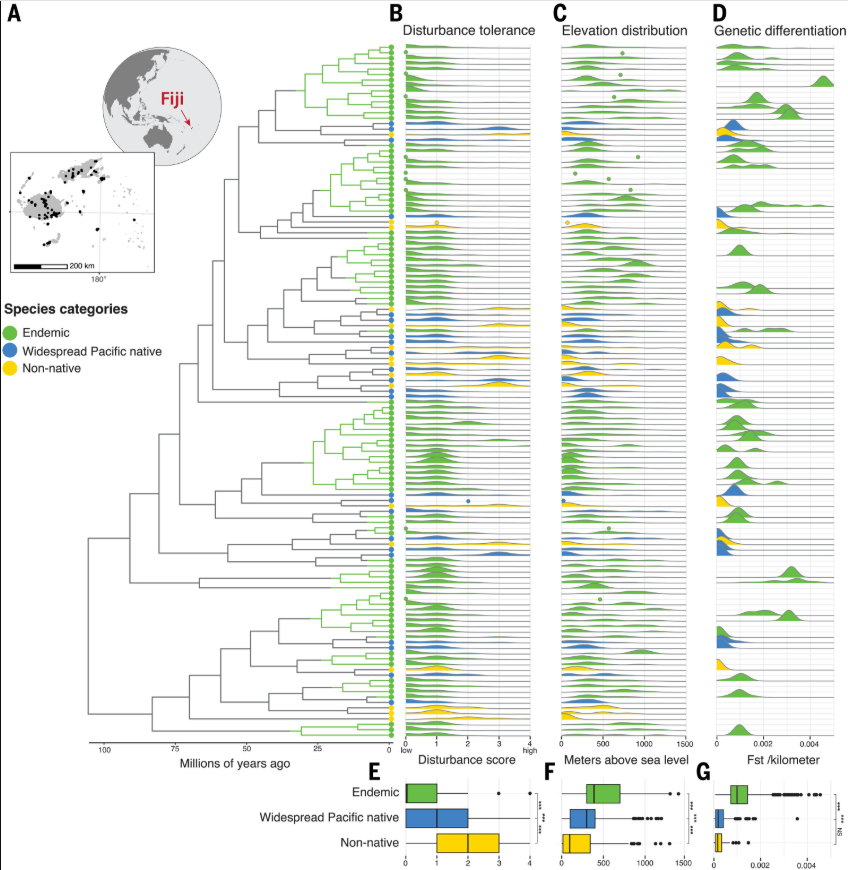 A
B
C
D
Disturbance tolerance
Elevation distribution
Genetic differentiation
Fiji
200 km
180°
Species categories
Endemic
Widespread Pacific native
Non-native
100 75 50 25 0
Millions of years ago
0 1 2 3 4
low high
Disturbance score
0 500 1000 1500
Meters above sea level
0 0.002 0.004
Fst /kilometer
E
F
G
Endemic
Widespread Pacific native
Non-native
*** *** ***
*** *** ***
*** *** NS
0 1 2 3 4
0 500 1000 1500
0 0.002 0.004